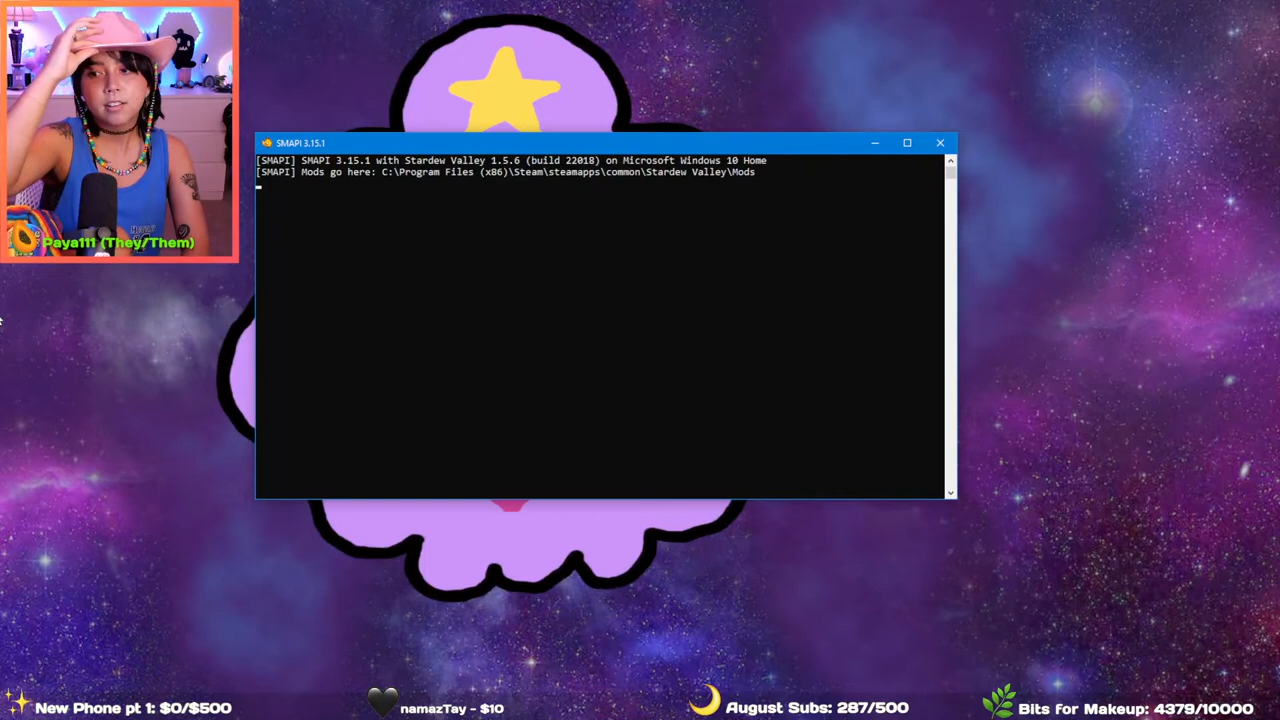 SMAPI 3.15.1
[SMAPI] SMAPI 3.15.1 with Stardew Valley 1.5.6 (build 22018) on Microsoft Windows 10 Home
[SMAPI] Mods go here: C:\Program Files (x86)\Steam\steamapps\common\Stardew Valley\Mods
Paya111 (They/Them)
New Phone pt 1: $0/$500
namazTay - $10
August Subs: 287/500
Bits for Makeup: 4379/10000